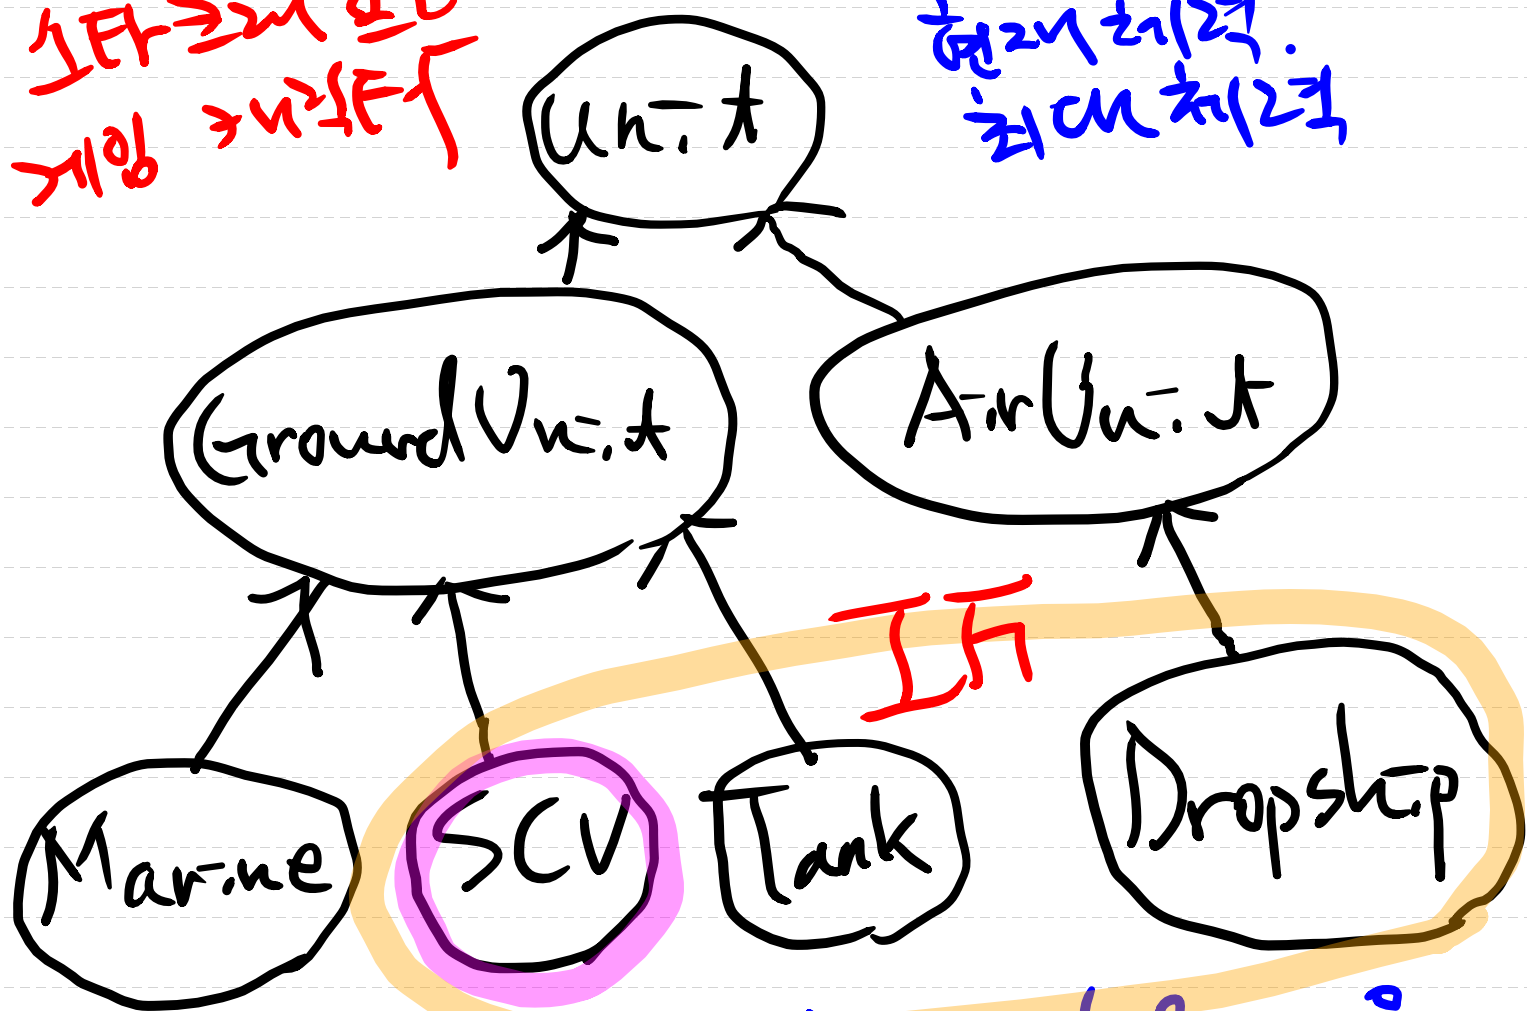 스타크래프트
게임 캐릭터
현재 체력.
최대 체력
Unit
GroundUnit
AirUnit
Marine
SCV
Tank
Dropship